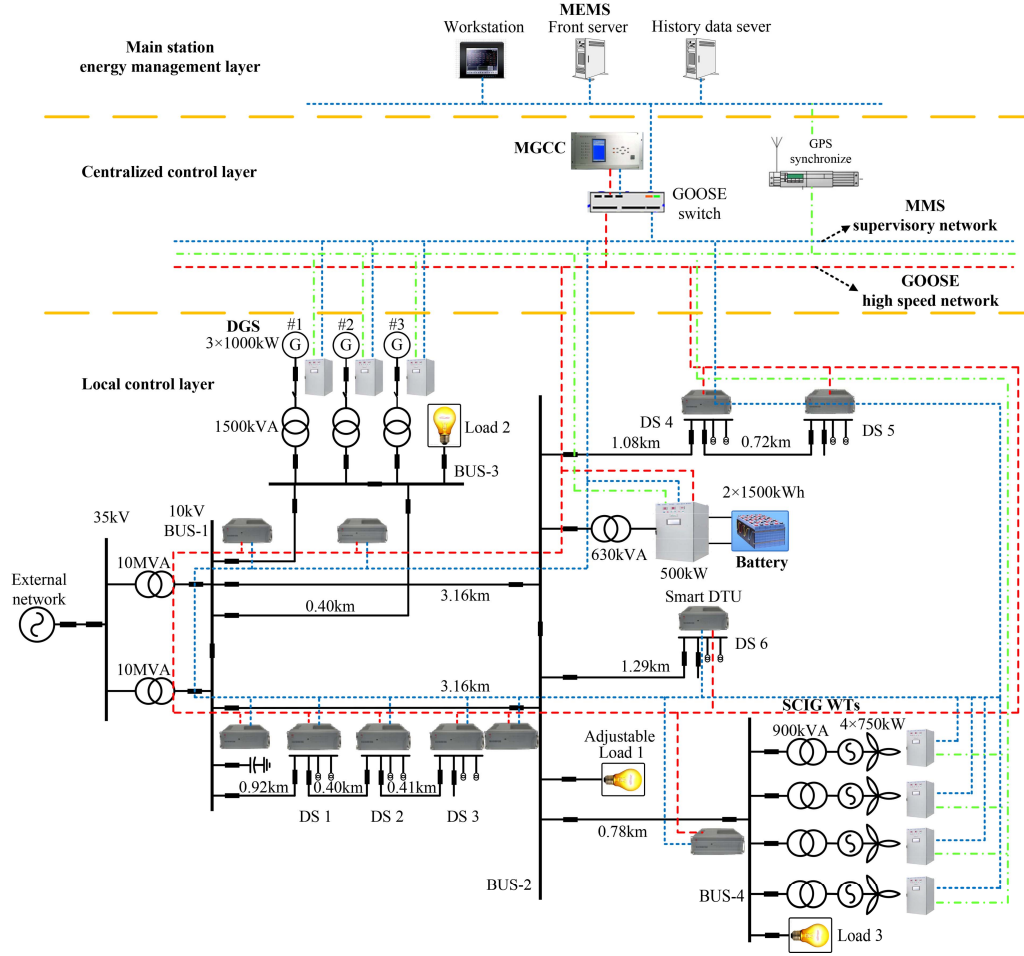 MEMS
Workstation
Front server
History data sever
Main station
energy management layer
MGCC
GPS
synchronize
Centralized control layer
GOOSE
switch
MMS
supervisory network
GOOSE
high speed network
DGS
3×1000kW
#1
#2
#3
G
G
G
Local control layer
1500kVA
Load 2
BUS-3
DS 4
1.08km
0.72km
DS 5
35kV
10kV
BUS-1
2×1500kWh
10MVA
630kVA
500kW
Battery
External
network
0.40km
3.16km
Smart DTU
DS 6
1.29km
10MVA
3.16km
SCIG WTs
900kVA
4×750kW
Adjustable
Load 1
0.92km
0.40km
0.41km
DS 1
DS 2
DS 3
0.78km
BUS-2
BUS-4
Load 3